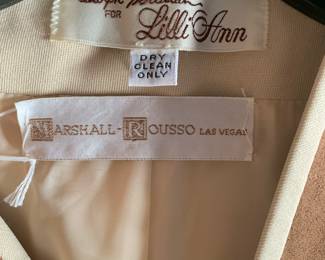 FOR
Lilli Ann
DRY
CLEAN
ONLY
MARSHALL-ROUSSO LAS VEGAS